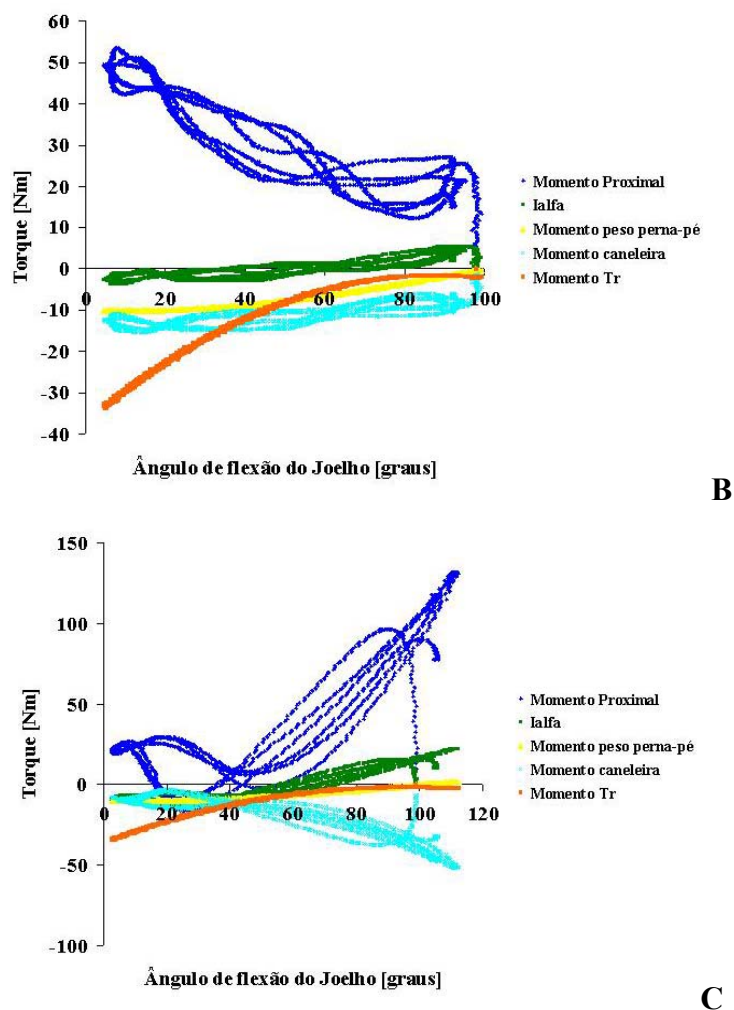 60
50
40
30
20
10
0
-10
-20
-30
-40
0 20 40 60 80 100
Torque [Nm]
Ângulo de flexão do Joelho [graus]
Momento Proximal
Ialfa
Momento peso perna-pé
Momento caneleira
Momento Tr
B
150
100
50
0
-50
-100
0 20 40 60 80 100 120
Torque [Nm]
Ângulo de flexão do Joelho [graus]
Momento Proximal
Ialfa
Momento peso perna-pé
Momento caneleira
Momento Tr
C